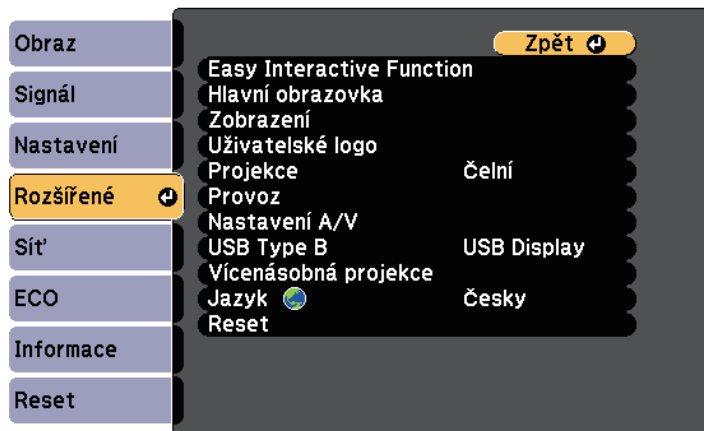 Obraz
Signál
Nastavení
Rozšířené
Síť
ECO
Informace
Reset
Zpět
Easy Interactive Function
Hlavní obrazovka
Zobrazení
Uživatelské logo
Projekce Čelní
Provoz
Nastavení A/V
USB Type B USB Display
Vícenásobná projekce
Jazyk Česky
Reset